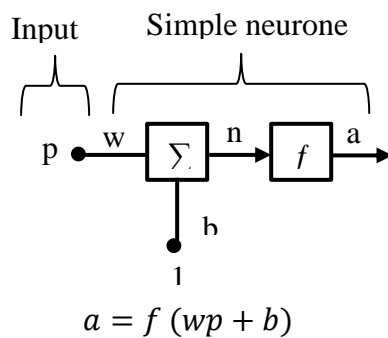 Input Simple neurone
p w ∑ n f a
b
1
a = f (wp + b)